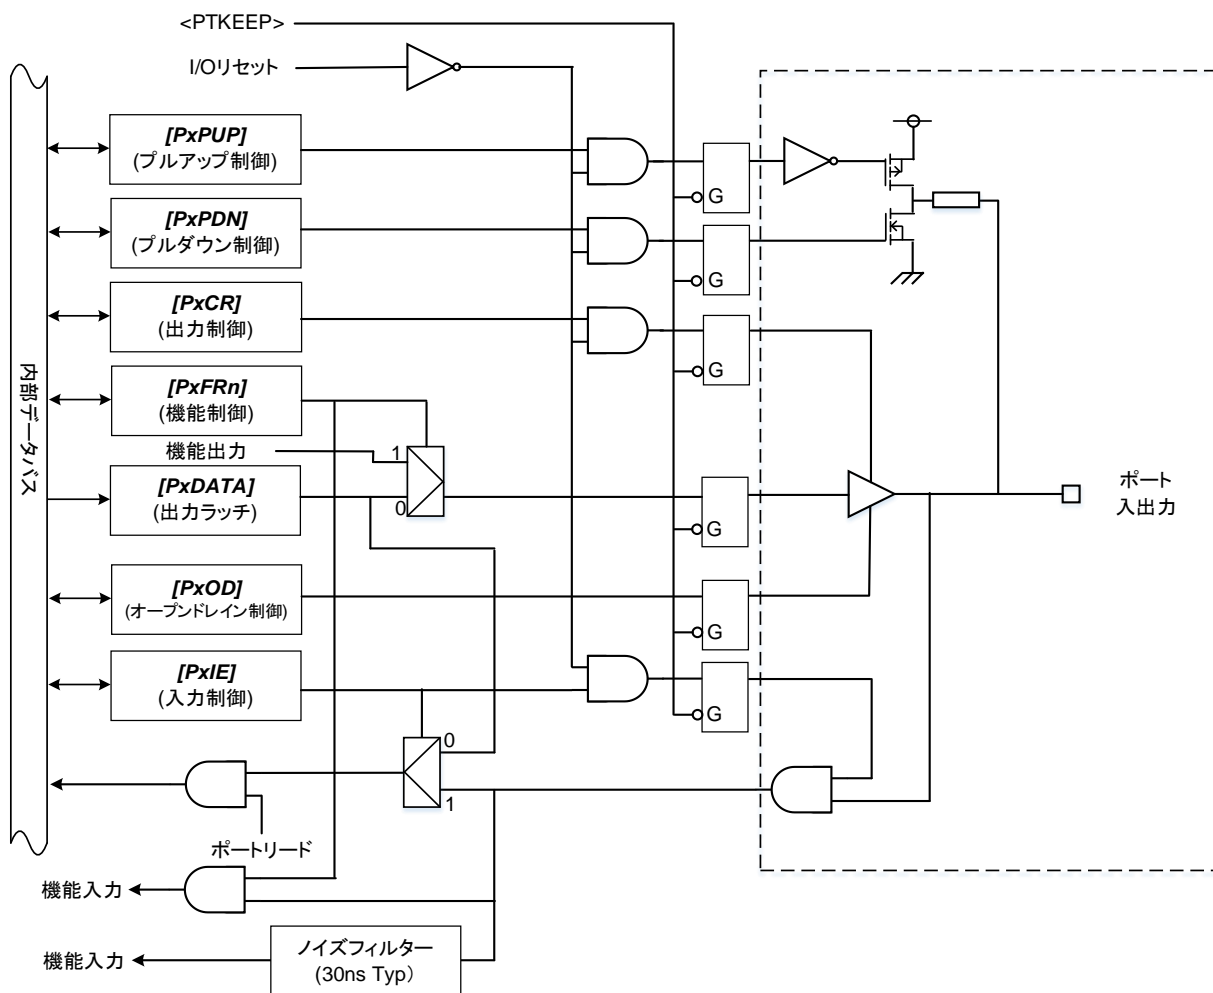 <PTKEEP>
I/Oリセット
[PxPUP]
(プルアップ制御)
G
[PxPDN]
(プルダウン制御)
G
[PxCR]
(出力制御)
G
内部データバス
[PxFRn]
(機能制御)
機能出力
1
0
[PxDATA]
(出力ラッチ)
G
ポート
入出力
[PxOD]
(オープンドレイン制御)
G
[PxIE]
(入力制御)
G
0
1
ポートリード
機能入力
機能入力
ノイズフィルター
(30ns Typ)